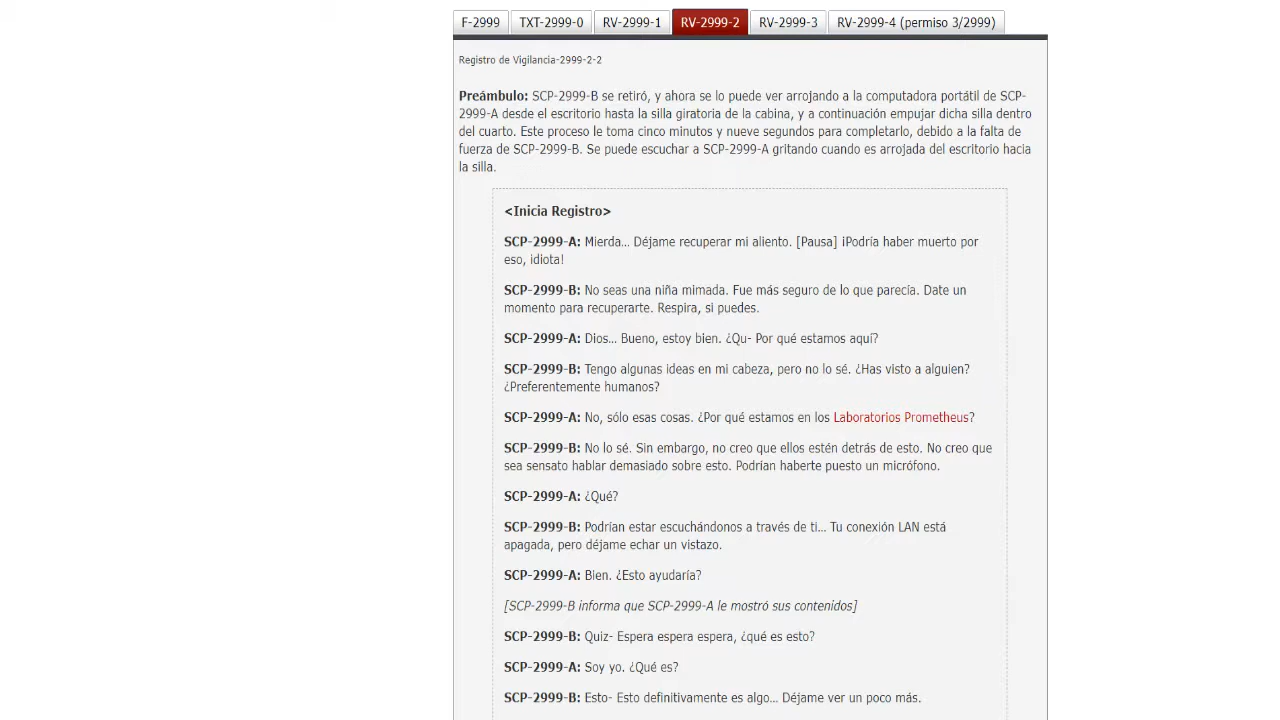 F-2999 TXT-2999-0 RV-2999-1 RV-2999-2 RV-2999-3 RV-2999-4 (permiso 3/2999)
Registro de Vigilancia-2999-2-2
Preámbulo: SCP-2999-B se retiró, y ahora se lo puede ver arrojando a la computadora portátil de SCP-
2999-A desde el escritorio hasta la silla giratoria de la cabina, y a continuación empujar dicha silla dentro
del cuarto. Este proceso le toma cinco minutos y nueve segundos para completarlo, debido a la falta de
fuerza de SCP-2999-B. Se puede escuchar a SCP-2999-A gritando cuando es arrojada del escritorio hacia
la silla.
<Inicia Registro>
SCP-2999-A: Mierda... Déjame recuperar mi aliento. [Pausa] ¡Podría haber muerto por
eso, idiota!
SCP-2999-B: No seas una niña mimada. Fue más seguro de lo que parecía. Date un
momento para recuperarte. Respira, si puedes.
SCP-2999-A: Dios... Bueno, estoy bien. ¿Qu- Por qué estamos aquí?
SCP-2999-B: Tengo algunas ideas en mi cabeza, pero no lo sé. ¿Has visto a alguien?
¿Preferentemente humanos?
SCP-2999-A: No, sólo esas cosas. ¿Por qué estamos en los Laboratorios Prometheus?
SCP-2999-B: No lo sé. Sin embargo, no creo que ellos estén detrás de esto. No creo que
sea sensato hablar demasiado sobre esto. Podrían haberte puesto un micrófono.
SCP-2999-A: ¿Qué?
SCP-2999-B: Podrían estar escuchándonos a través de ti... Tu conexión LAN está
apagada, pero déjame echar un vistazo.
SCP-2999-A: Bien. ¿Esto ayudaría?
[SCP-2999-B informa que SCP-2999-A le mostró sus contenidos]
SCP-2999-B: Quiz- Espera espera espera, ¿qué es esto?
SCP-2999-A: Soy yo. ¿Qué es?
SCP-2999-B: Esto- Esto definitivamente es algo... Déjame ver un poco más.